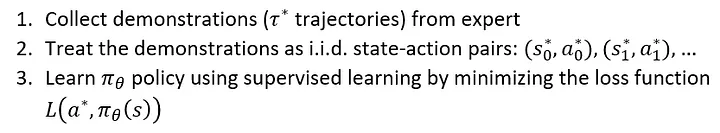 1. Collect demonstrations (τ* trajectories) from expert
2. Treat the demonstrations as i.i.d. state-action pairs: (s₀*, a₀*), (s₁*, a₁*), ...
3. Learn π_θ policy using supervised learning by minimizing the loss function
L(a*, π_θ(s))